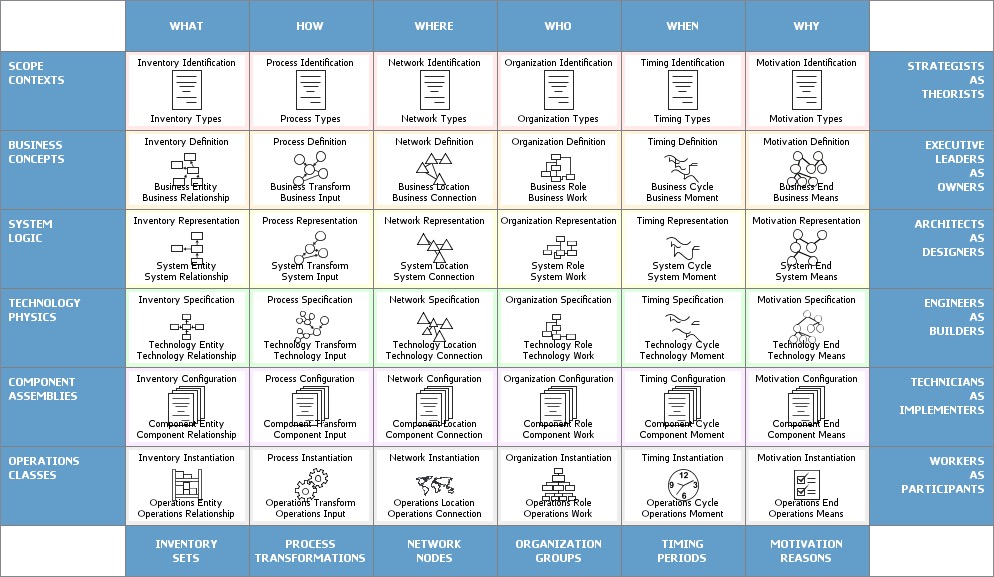 WHAT HOW WHERE WHO WHEN WHY
SCOPE
CONTEXTS
Inventory Identification
Inventory Types
Process Identification
Process Types
Network Identification
Network Types
Organization Identification
Organization Types
Timing Identification
Timing Types
Motivation Identification
Motivation Types
STRATEGISTS
AS
THEORISTS
BUSINESS
CONCEPTS
Inventory Definition
Business Entity
Business Relationship
Process Definition
Business Transform
Business Input
Network Definition
Business Location
Business Connection
Organization Definition
Business Role
Business Work
Timing Definition
Business Cycle
Business Moment
Motivation Definition
Business End
Business Means
EXECUTIVE
LEADERS
AS
OWNERS
SYSTEM
LOGIC
Inventory Representation
System Entity
System Relationship
Process Representation
System Transform
System Input
Network Representation
System Location
System Connection
Organization Representation
System Role
System Work
Timing Representation
System Cycle
System Moment
Motivation Representation
System End
System Means
ARCHITECTS
AS
DESIGNERS
TECHNOLOGY
PHYSICS
Inventory Specification
Technology Entity
Technology Relationship
Process Specification
Technology Transform
Technology Input
Network Specification
Technology Location
Technology Connection
Organization Specification
Technology Role
Technology Work
Timing Specification
Technology Cycle
Technology Moment
Motivation Specification
Technology End
Technology Means
ENGINEERS
AS
BUILDERS
COMPONENT
ASSEMBLIES
Inventory Configuration
Component Entity
Component Relationship
Process Configuration
Component Transform
Component Input
Network Configuration
Component Location
Component Connection
Organization Configuration
Component Role
Component Work
Timing Configuration
Component Cycle
Component Moment
Motivation Configuration
Component End
Component Means
TECHNICIANS
AS
IMPLEMENTERS
OPERATIONS
CLASSES
Inventory Instantiation
Operations Entity
Operations Relationship
Process Instantiation
Operations Transform
Operations Input
Network Instantiation
Operations Location
Operations Connection
Organization Instantiation
Operations Role
Operations Work
Timing Instantiation
12
9 3
6
Operations Cycle
Operations Moment
Motivation Instantiation
Operations End
Operations Means
WORKERS
AS
PARTICIPANTS
INVENTORY
SETS
PROCESS
TRANSFORMATIONS
NETWORK
NODES
ORGANIZATION
GROUPS
TIMING
PERIODS
MOTIVATION
REASONS